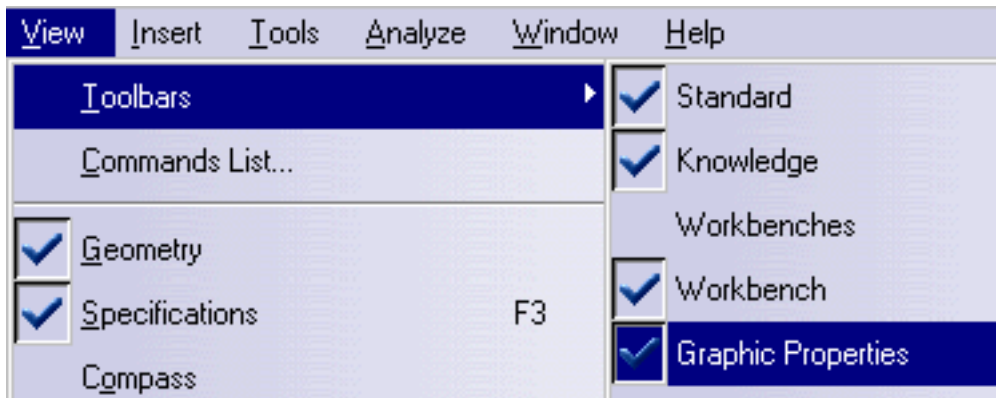 View Insert Tools Analyze Window Help
Toolbars
Commands List...
Geometry
Specifications F3
Compass
Standard
Knowledge
Workbenches
Workbench
Graphic Properties